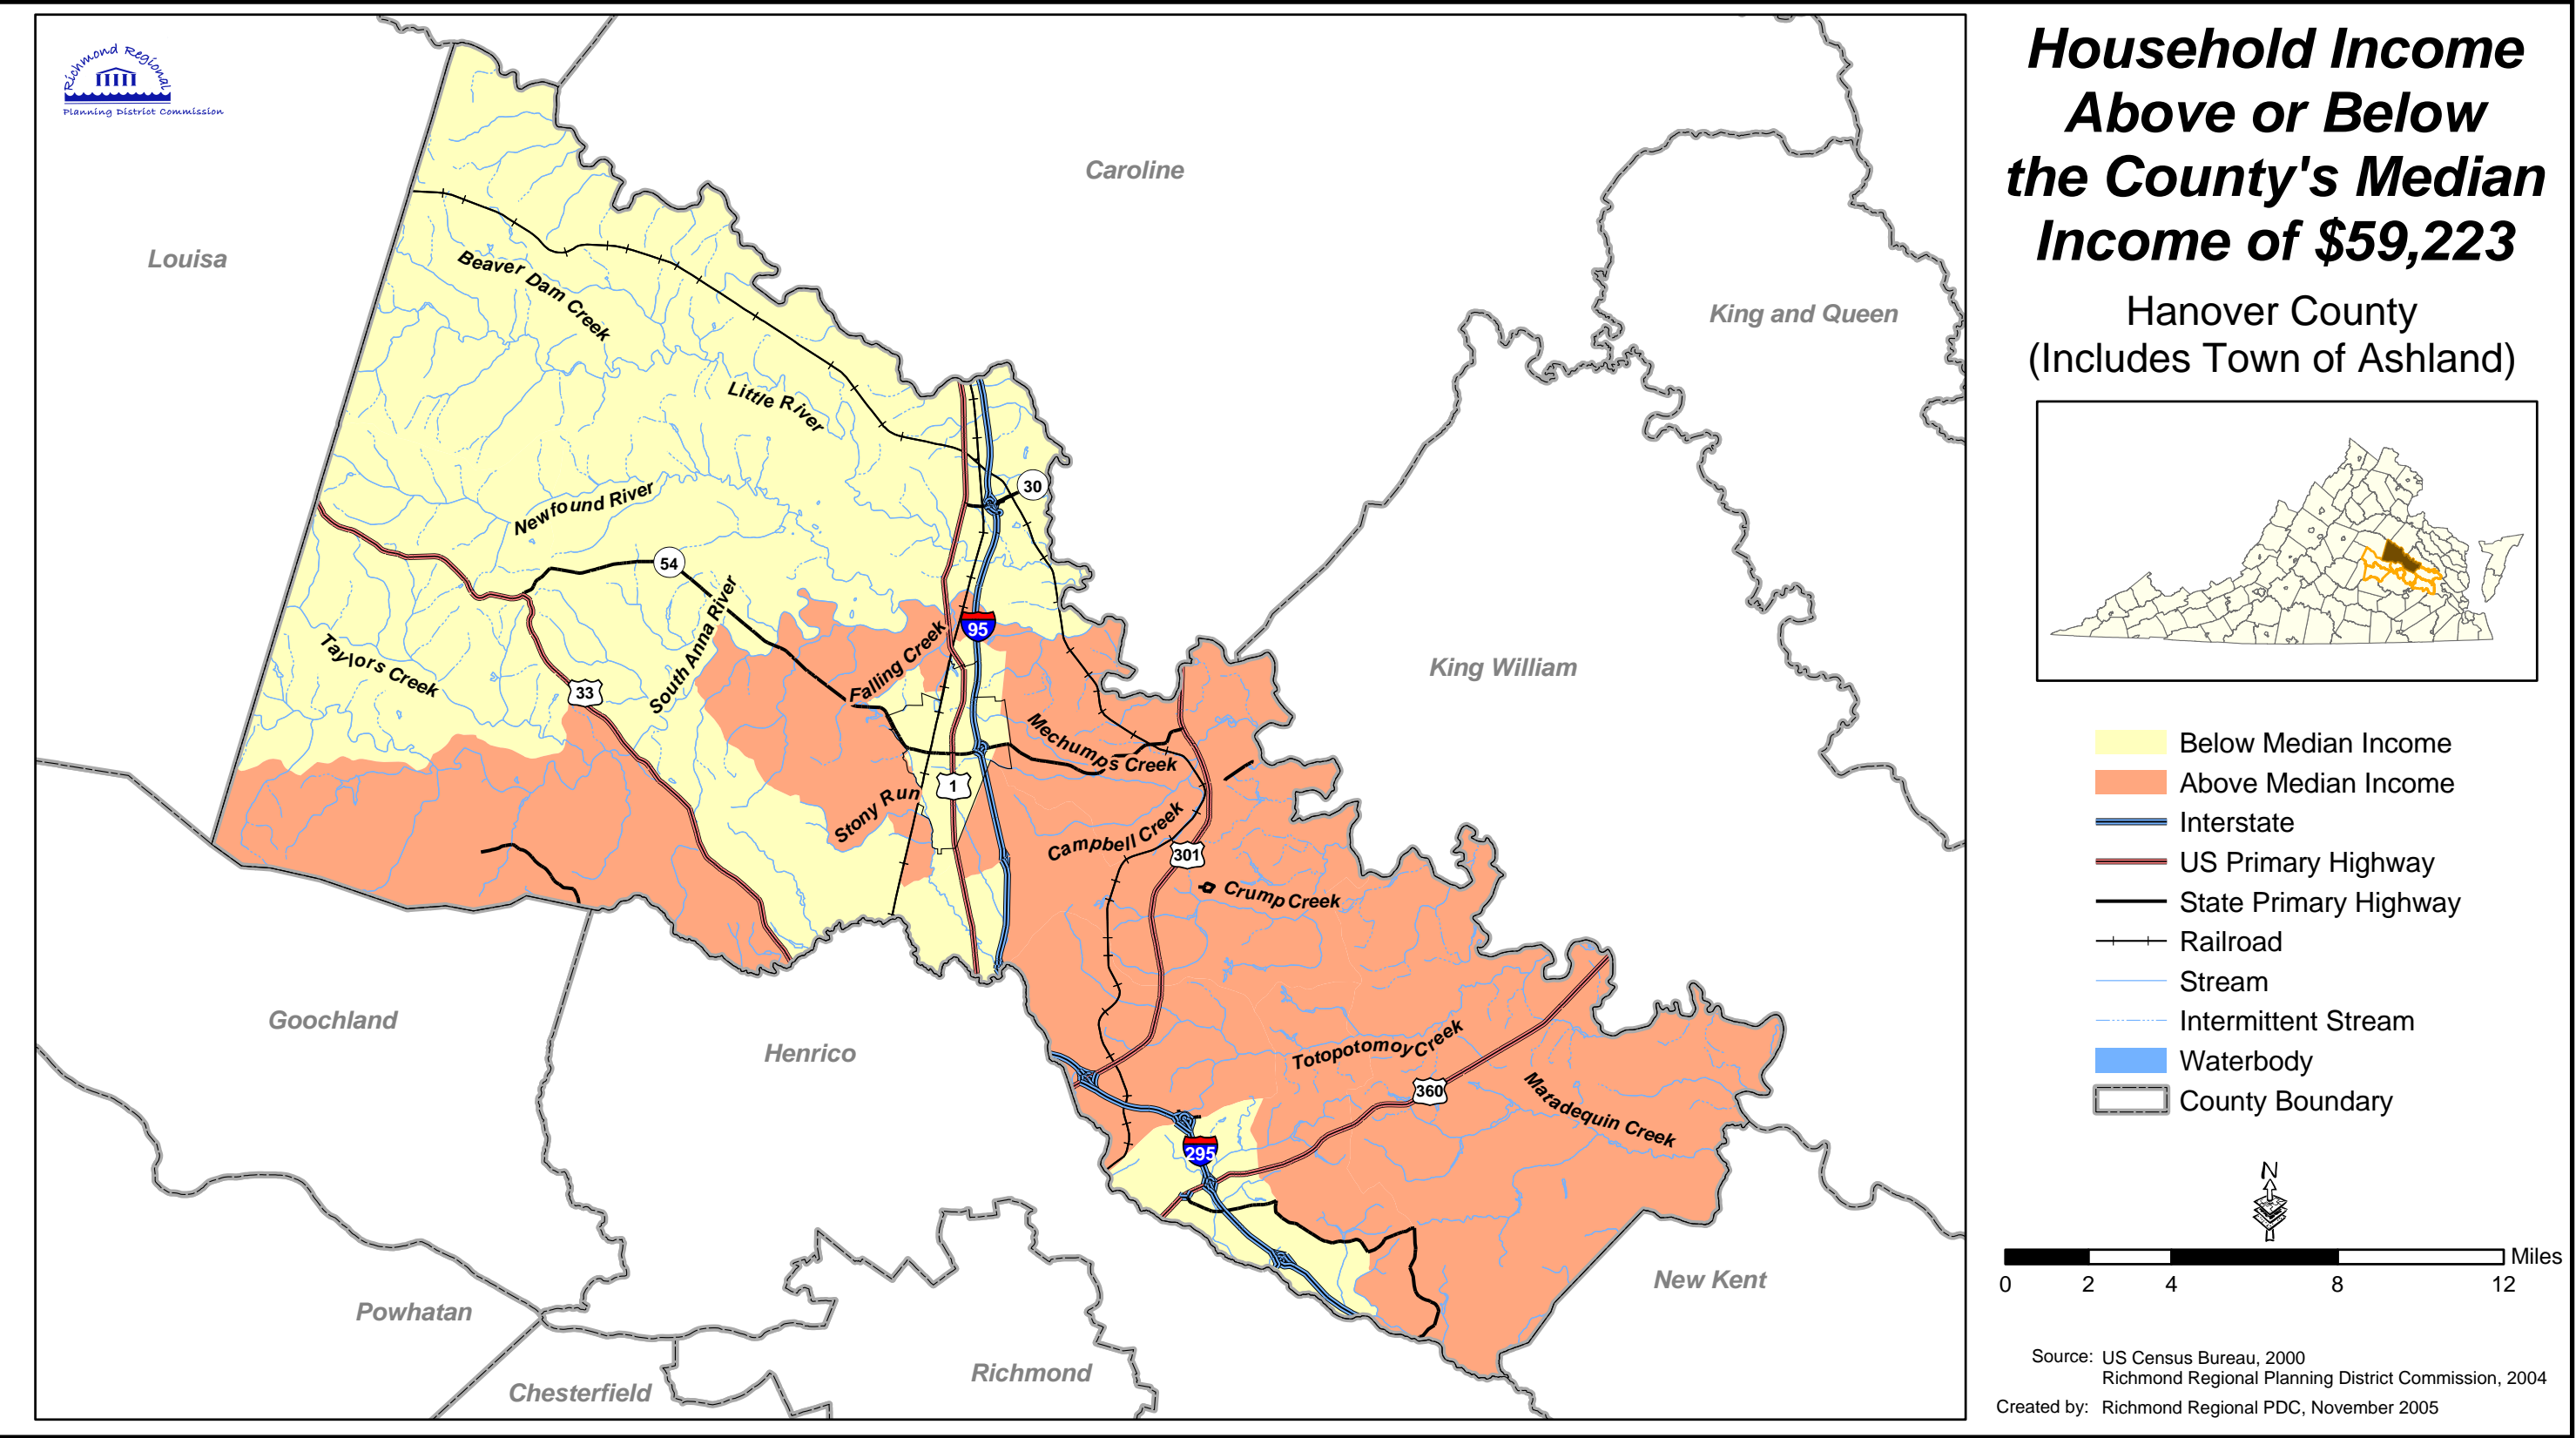 Richmond Regional
Planning District Commission
Household Income
Above or Below
the County's Median
Income of $59,223
Hanover County
(Includes Town of Ashland)
Caroline
Louisa
King and Queen
King William
Goochland
Henrico
New Kent
Powhatan
Chesterfield
Richmond
Beaver Dam Creek
Little River
Newfound River
30
54
South Anna River
Taylors Creek
33
95
Falling Creek
Mechumps Creek
1
Stony Run
Campbell Creek
301
Crump Creek
Totopotomoy Creek
360
Matadequin Creek
295
Below Median Income
Above Median Income
Interstate
US Primary Highway
State Primary Highway
Railroad
Stream
Intermittent Stream
Waterbody
County Boundary
N
Miles
0 2 4 8 12
Source: US Census Bureau, 2000
Richmond Regional Planning District Commission, 2004
Created by: Richmond Regional PDC, November 2005